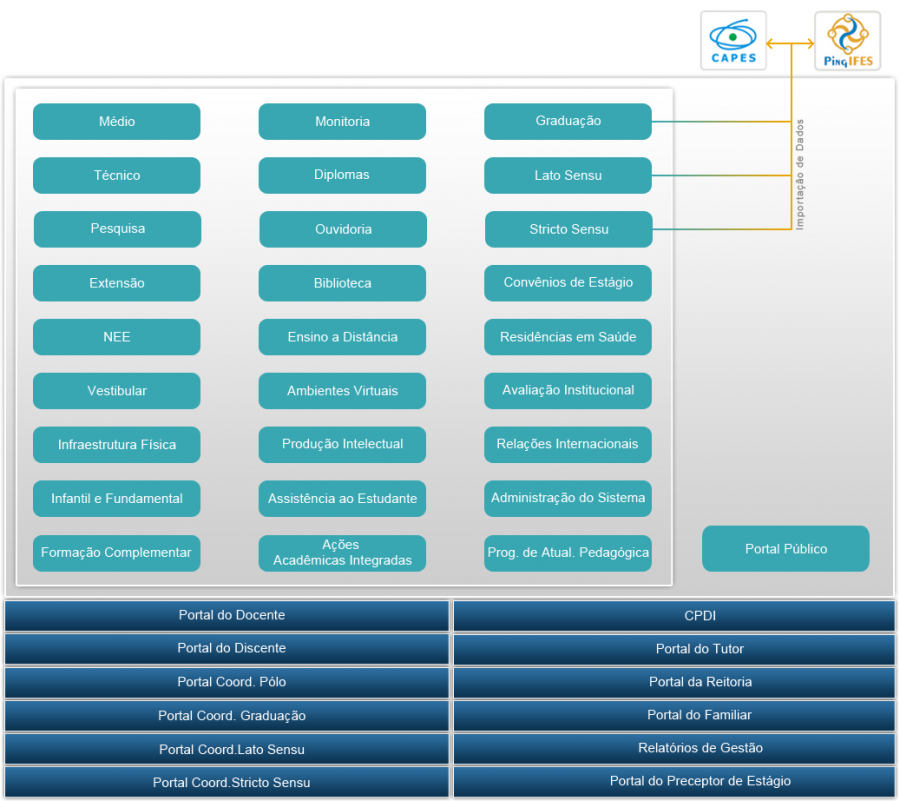 CAPES
PingIFES
Importação de Dados
Médio
Monitoria
Graduação
Técnico
Diplomas
Lato Sensu
Pesquisa
Ouvidoria
Stricto Sensu
Extensão
Biblioteca
Convênios de Estágio
NEE
Ensino a Distância
Residências em Saúde
Vestibular
Ambientes Virtuais
Avaliação Institucional
Infraestrutura Física
Produção Intelectual
Relações Internacionais
Infantil e Fundamental
Assistência ao Estudante
Administração do Sistema
Formação Complementar
Ações
Acadêmicas Integradas
Prog. de Atual. Pedagógica
Portal Público
Portal do Docente
CPDI
Portal do Discente
Portal do Tutor
Portal Coord. Pólo
Portal da Reitoria
Portal Coord. Graduação
Portal do Familiar
Portal Coord.Lato Sensu
Relatórios de Gestão
Portal Coord.Stricto Sensu
Portal do Preceptor de Estágio